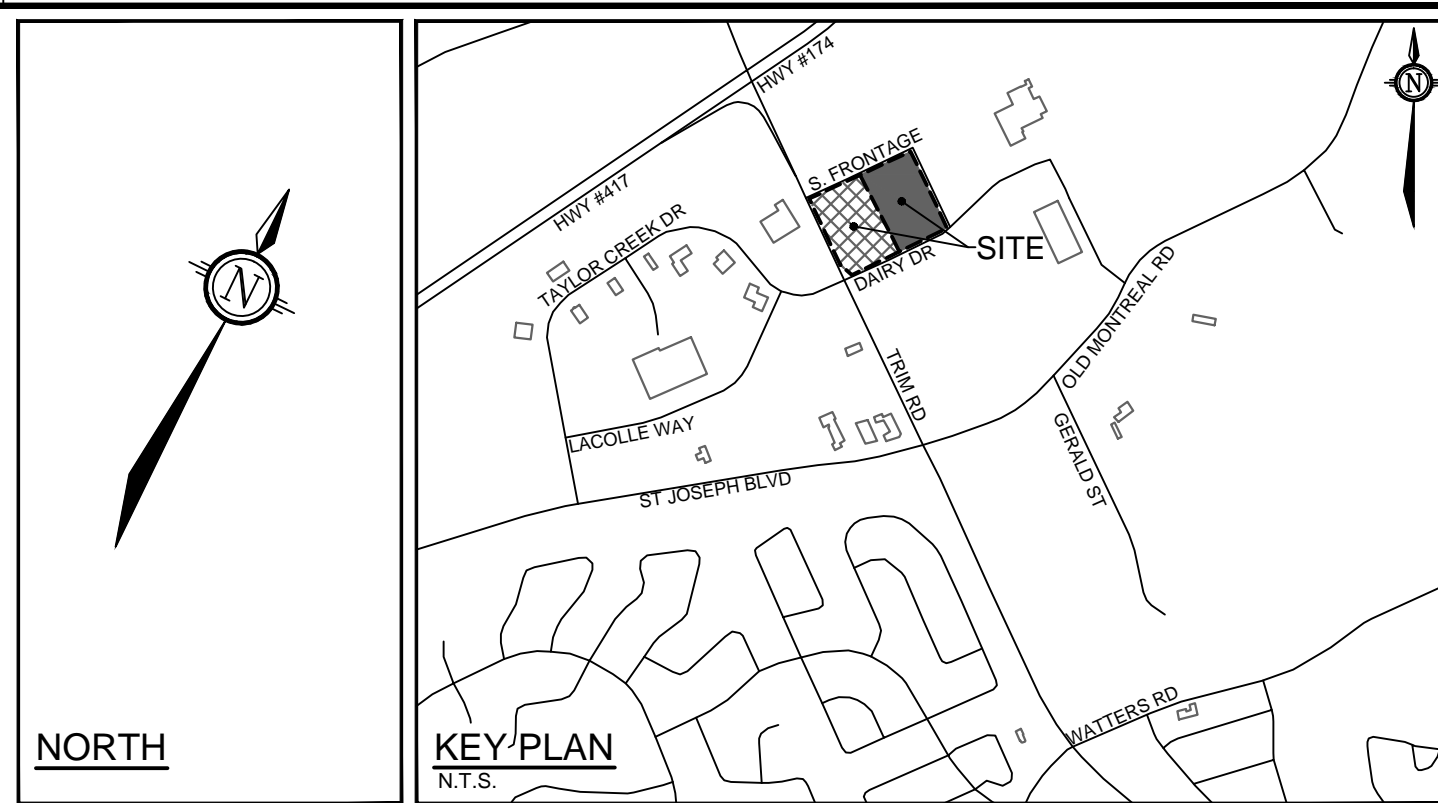 N
NORTH
HWY #174
N
S. FRONTAGE
HWY #417
TAYLOR CREEK DR
SITE
DAIRY DR
OLD MONTREAL RD
TRIM RD
LACOLLE WAY
GERALD ST
ST JOSEPH BLVD
WATTERS RD
KEY PLAN
N.T.S.